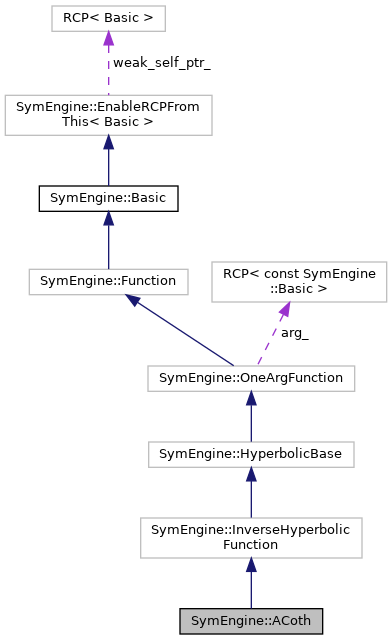 RCP< Basic >
weak_self_ptr_
SymEngine::EnableRCPFrom
This< Basic >
SymEngine::Basic
SymEngine::Function
RCP< const SymEngine
::Basic >
arg_
SymEngine::OneArgFunction
SymEngine::HyperbolicBase
SymEngine::InverseHyperbolic
Function
SymEngine::ACoth